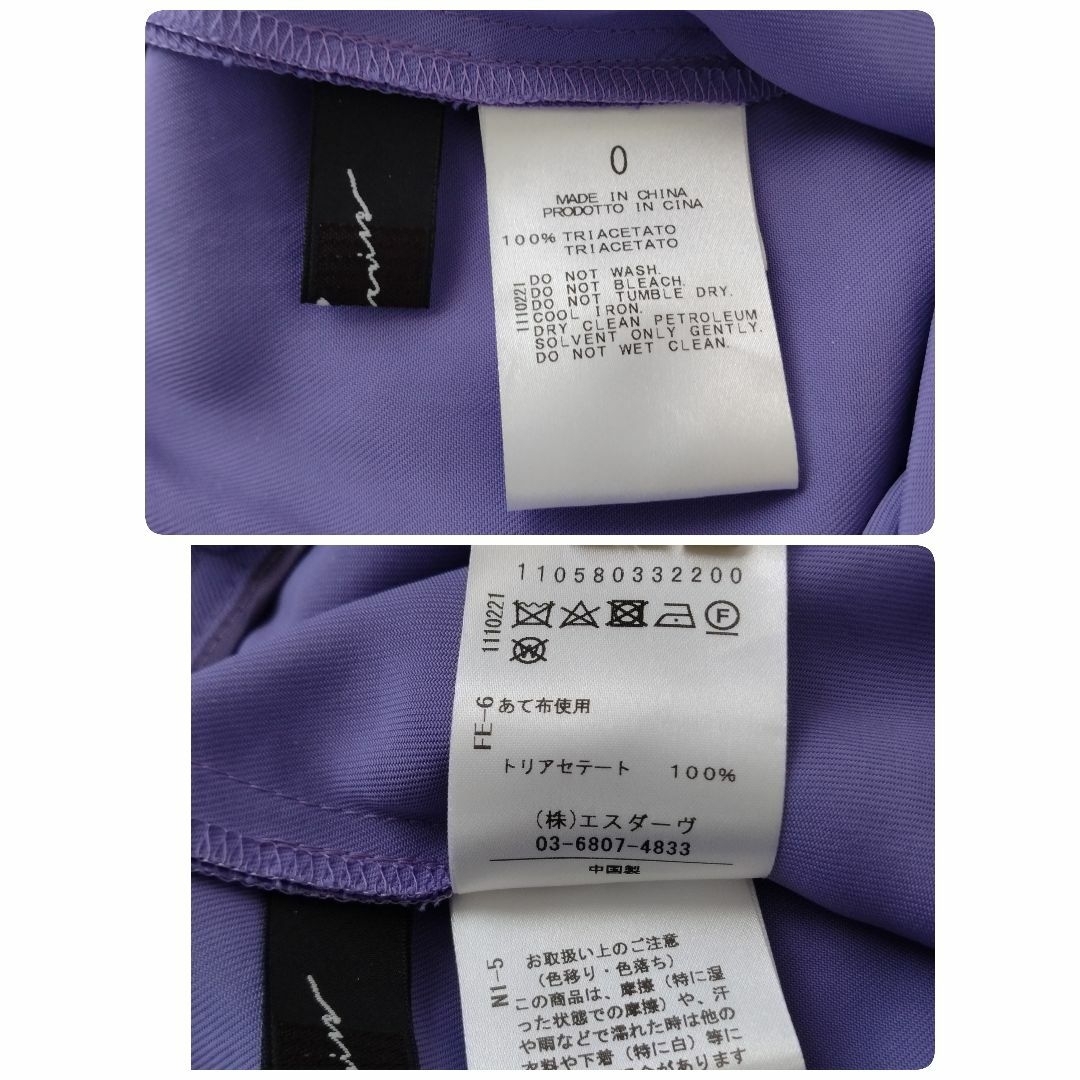 0
MADE IN CHINA
PRODOTTO IN CINA
100% TRIACETATO
TRIACETATO
1110221
DO NOT WASH.
DO NOT BLEACH.
DO NOT TUMBLE DRY.
COOL IRON.
DRY CLEAN PETROLEUM
SOLVENT ONLY GENTLY.
DO NOT WET CLEAN.
110580332200
1110221
F
W
FE-6
あて布使用
トリアセテート 100%
(株)エスダーヴ
03-6807-4833
中国製
N1-5
お取扱い上のご注意
(色移り・色落ち)
この商品は、摩擦(特に湿
った状態での摩擦)や、汗
や雨などで濡れた時は他の
衣料や下着(特に白)等に